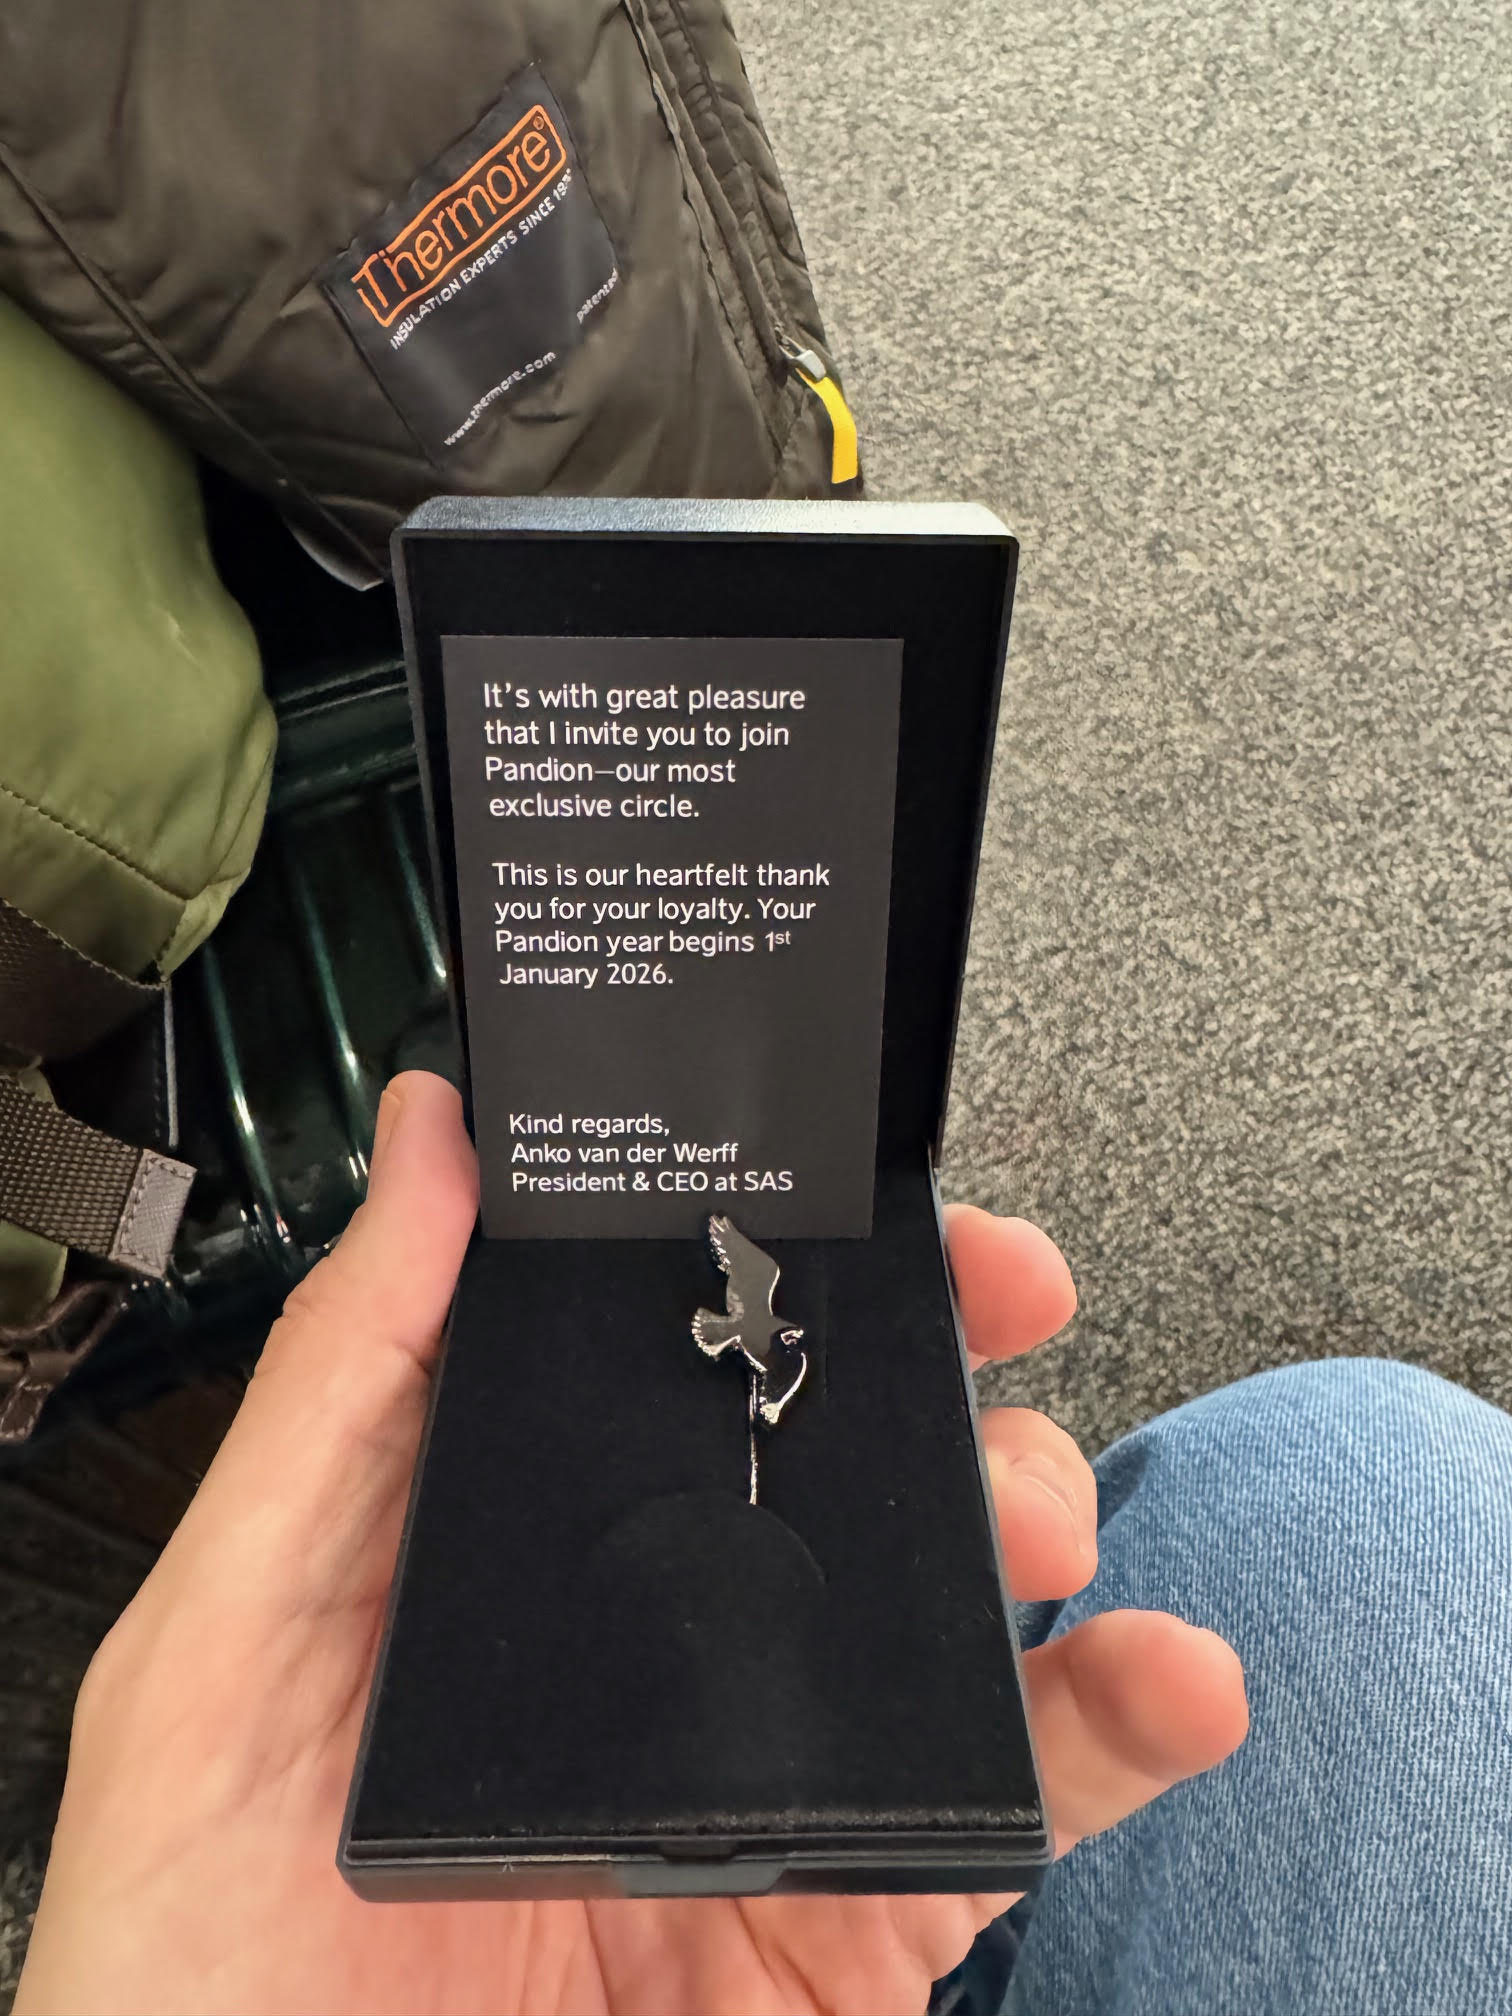 Thermore®
INSULATION EXPERTS SINCE
patented
www.thermore.com
It's with great pleasure
that I invite you to join
Pandion—our most
exclusive circle.
This is our heartfelt thank
you for your loyalty. Your
Pandion year begins 1st
January 2026.
Kind regards,
Anko van der Werff
President & CEO at SAS